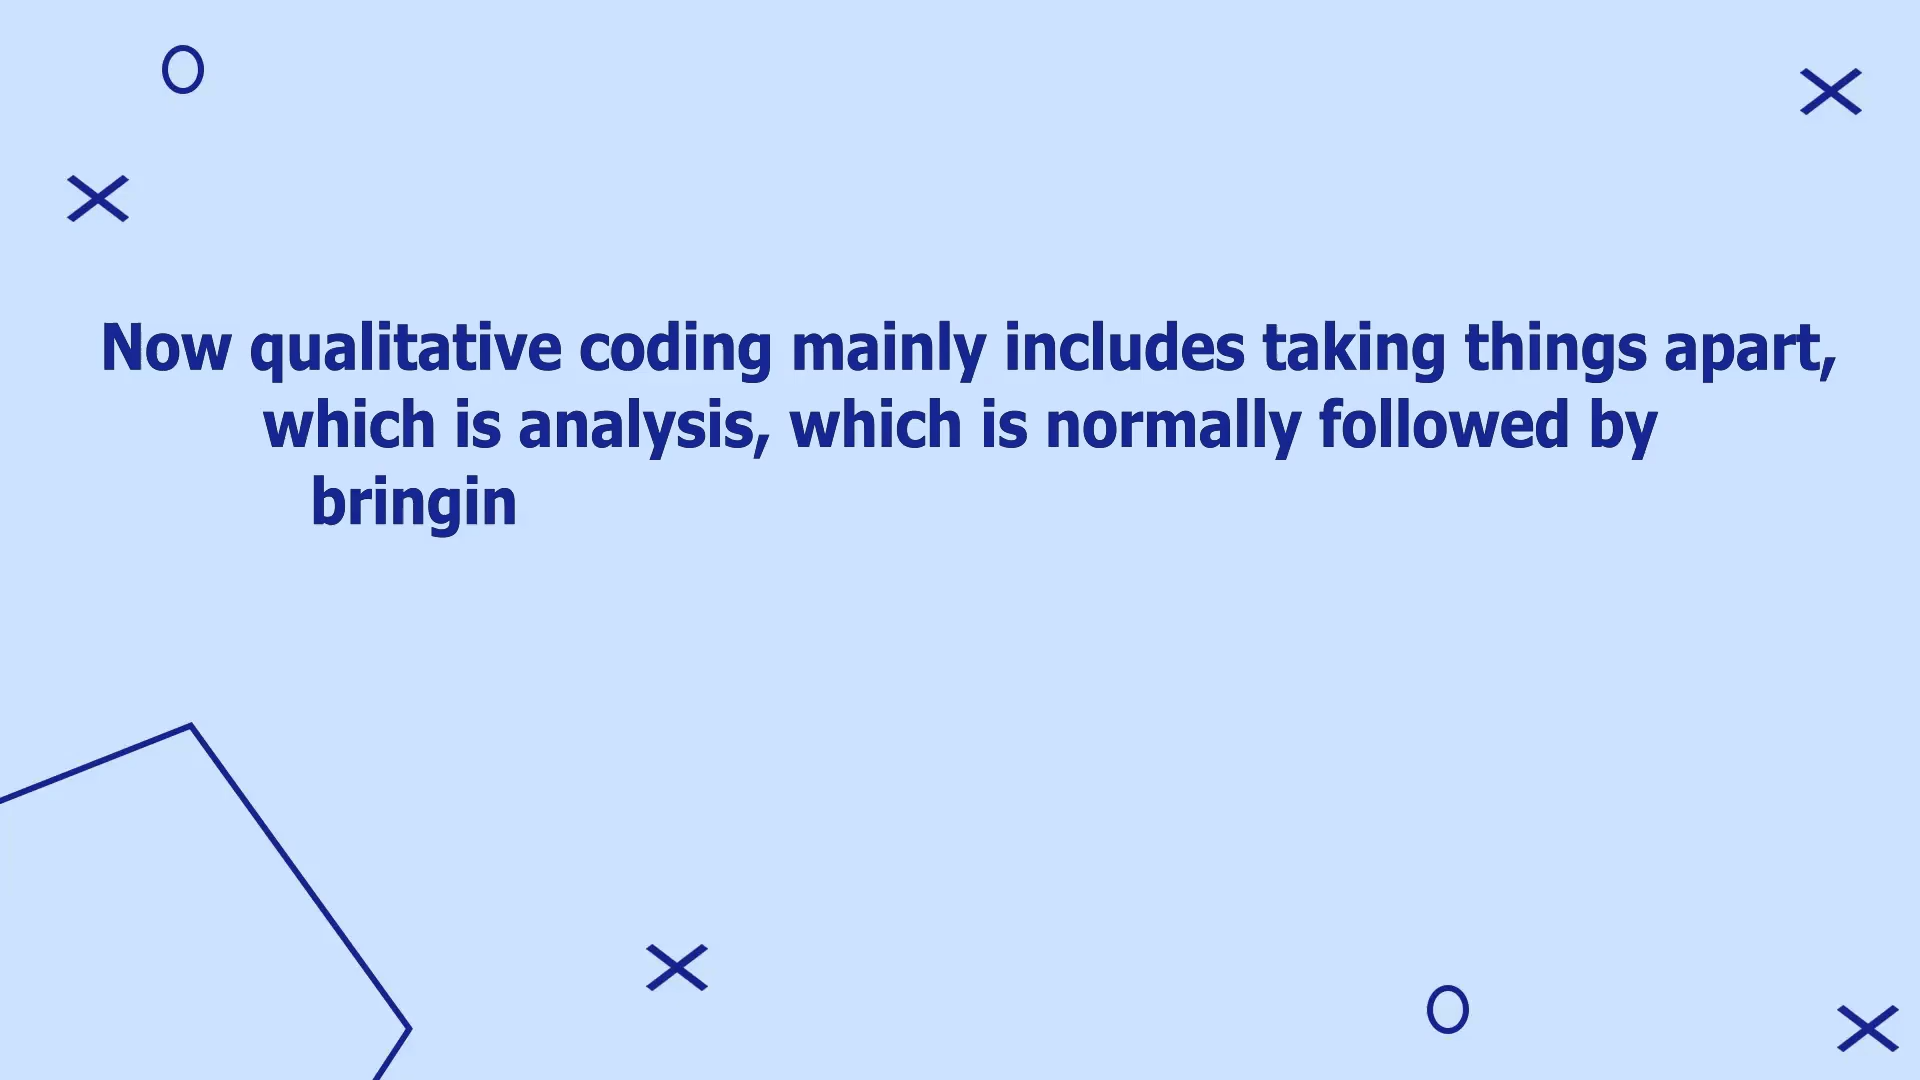 Now qualitative coding mainly includes taking things apart,
which is analysis, which is normally followed by
bringin